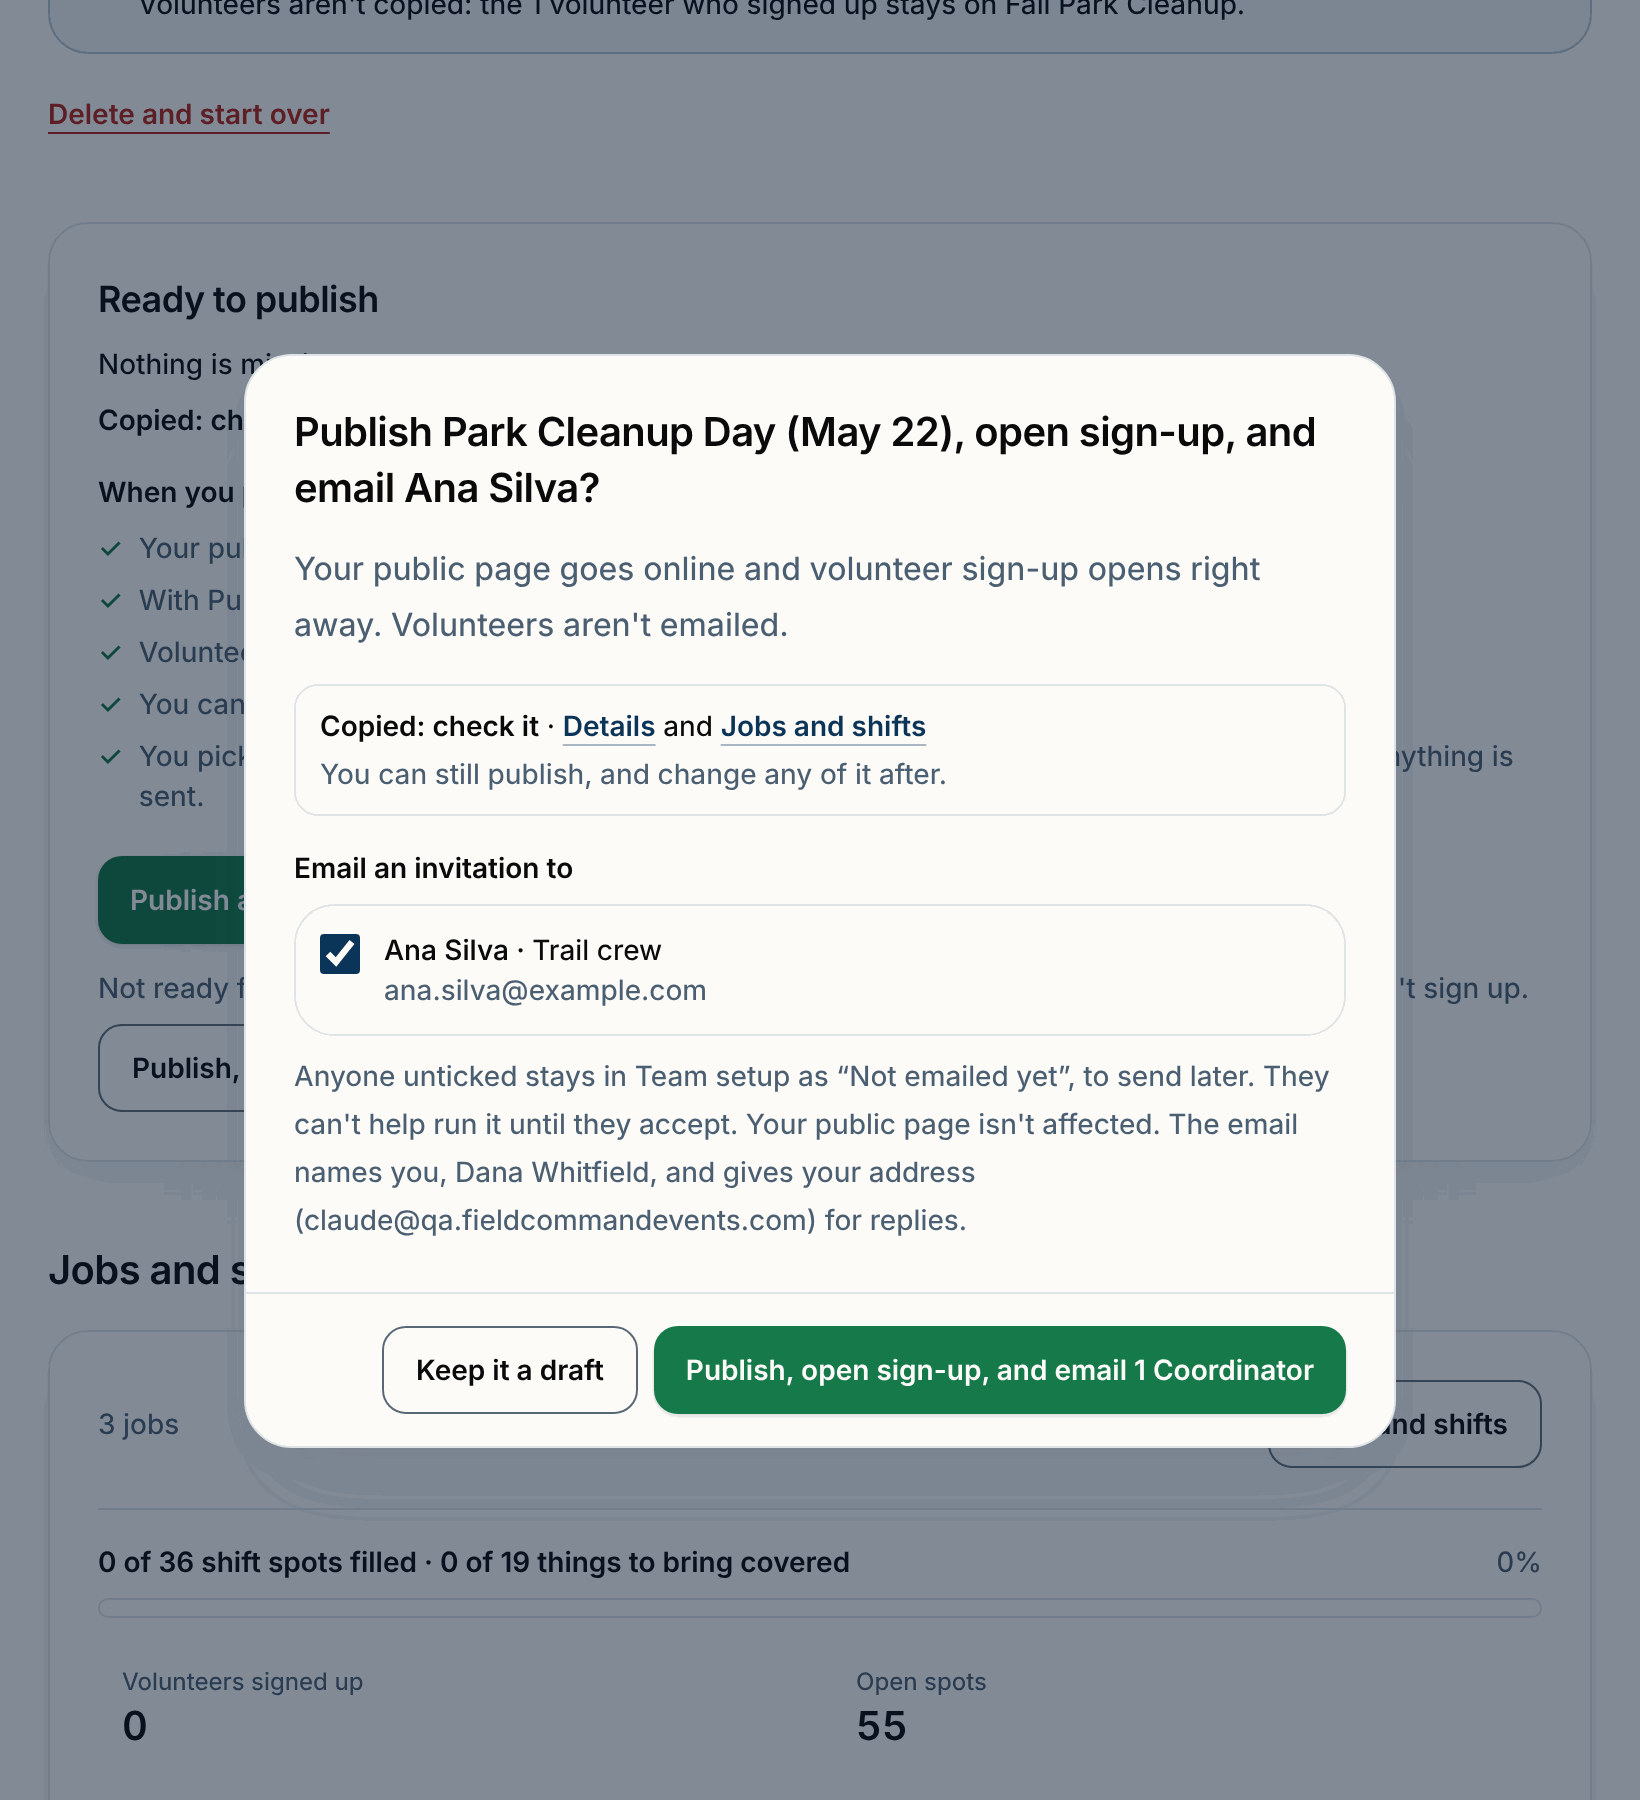 Volunteers aren't copied: the 1 volunteer who signed up stays on Fall Park Cleanup.
Delete and start over
Ready to publish
Nothing is
Copied:
When you
Publish Park Cleanup Day (May 22), open sign-up, and
email Ana Silva?
Your public page goes online and volunteer sign-up opens right
away. Volunteers aren't emailed.
Your
With
You can
You
sent.
anything is
Copied: check it · Details and Jobs and shifts
You can still publish, and change any of it after.
Email an invitation to
Ana Silva · Trail crew
ana.silva@example.com
Publish
Not ready
't sign up.
Publish,
Anyone unticked stays in Team setup as “Not emailed yet”, to send later. They
can't help run it until they accept. Your public page isn't affected. The email
names you, Dana Whitfield, and gives your address
(claude@qa.fieldcommandevents.com) for replies.
Keep it a draft
Publish, open sign-up, and email 1 Coordinator
Jobs and
3 jobs
and shifts
0 of 36 shift spots filled · 0 of 19 things to bring covered
0%
Volunteers signed up
0
Open spots
55